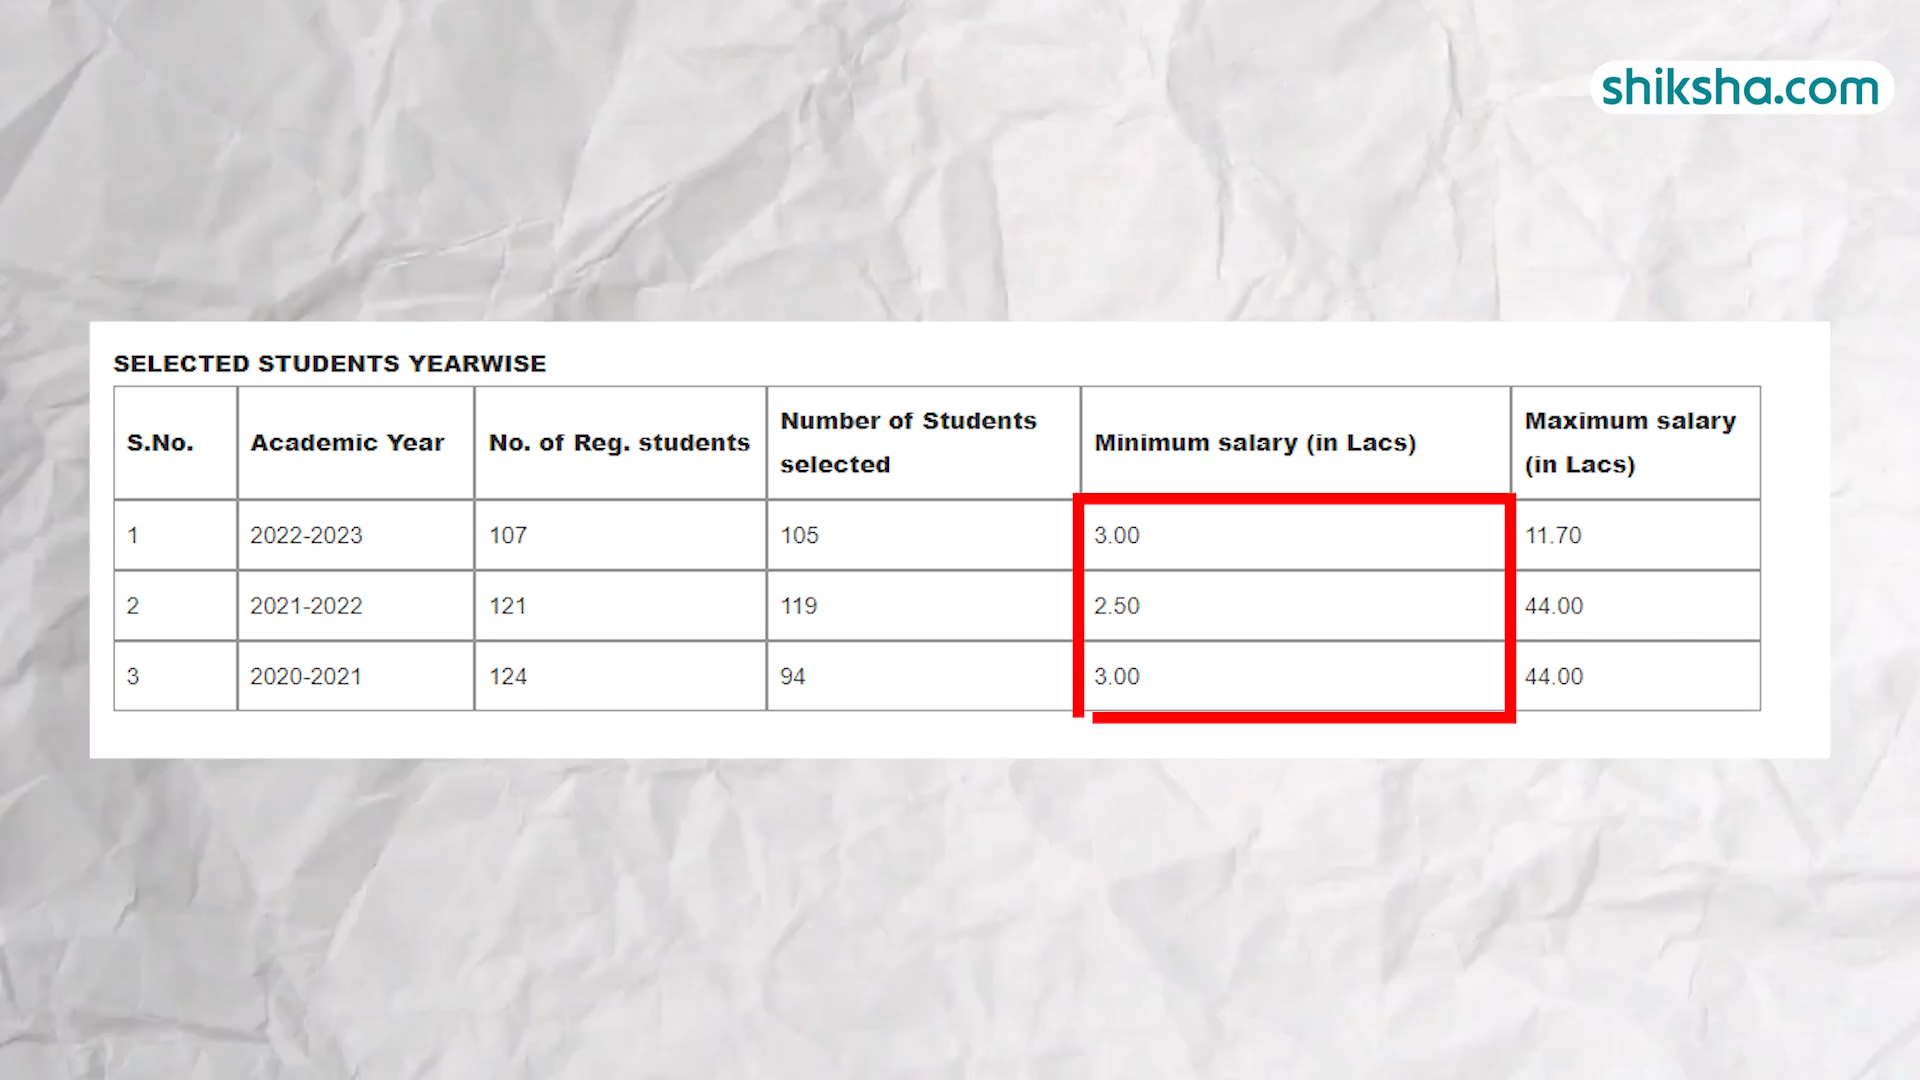 shiksha.com
SELECTED STUDENTS YEARWISE
S.No. Academic Year No. of Reg. students Number of Students selected Minimum salary (in Lacs) Maximum salary (in Lacs)
1 2022-2023 107 105 3.00 11.70
2 2021-2022 121 119 2.50 44.00
3 2020-2021 124 94 3.00 44.00